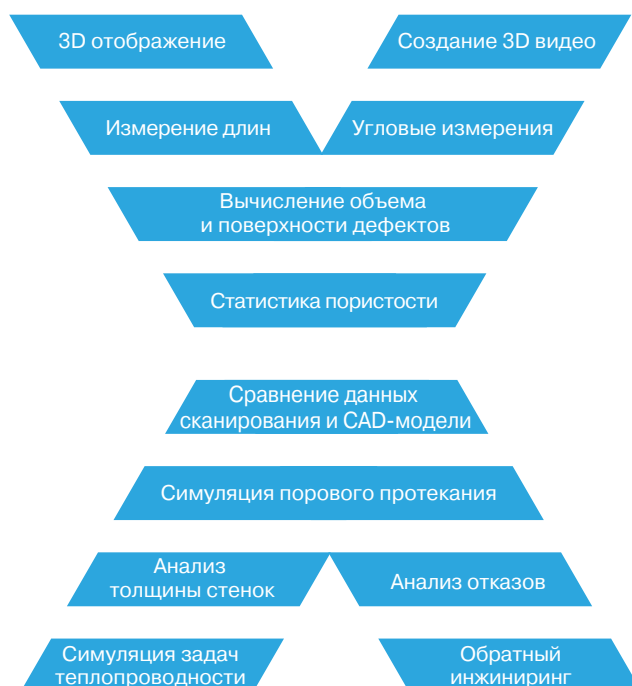 3D отображение
Создание 3D видео
Измерение длин
Угловые измерения
Вычисление объема
и поверхности дефектов
Статистика пористости
Сравнение данных
сканирования и CAD-модели
Симуляция порового протекания
Анализ
толщины стенок
Анализ отказов
Симуляция задач
теплопроводности
Обратный
инжиниринг